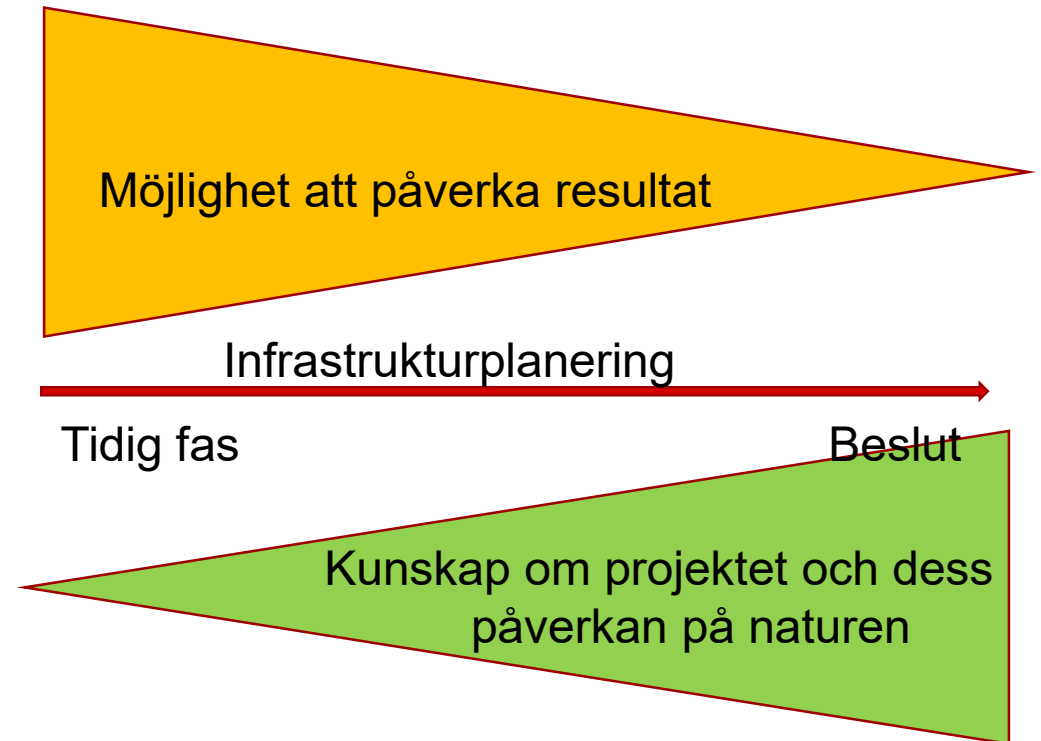 Möjlighet att påverka resultat
Infrastrukturplanering
Tidig fas
Beslut
Kunskap om projektet och dess
påverkan på naturen